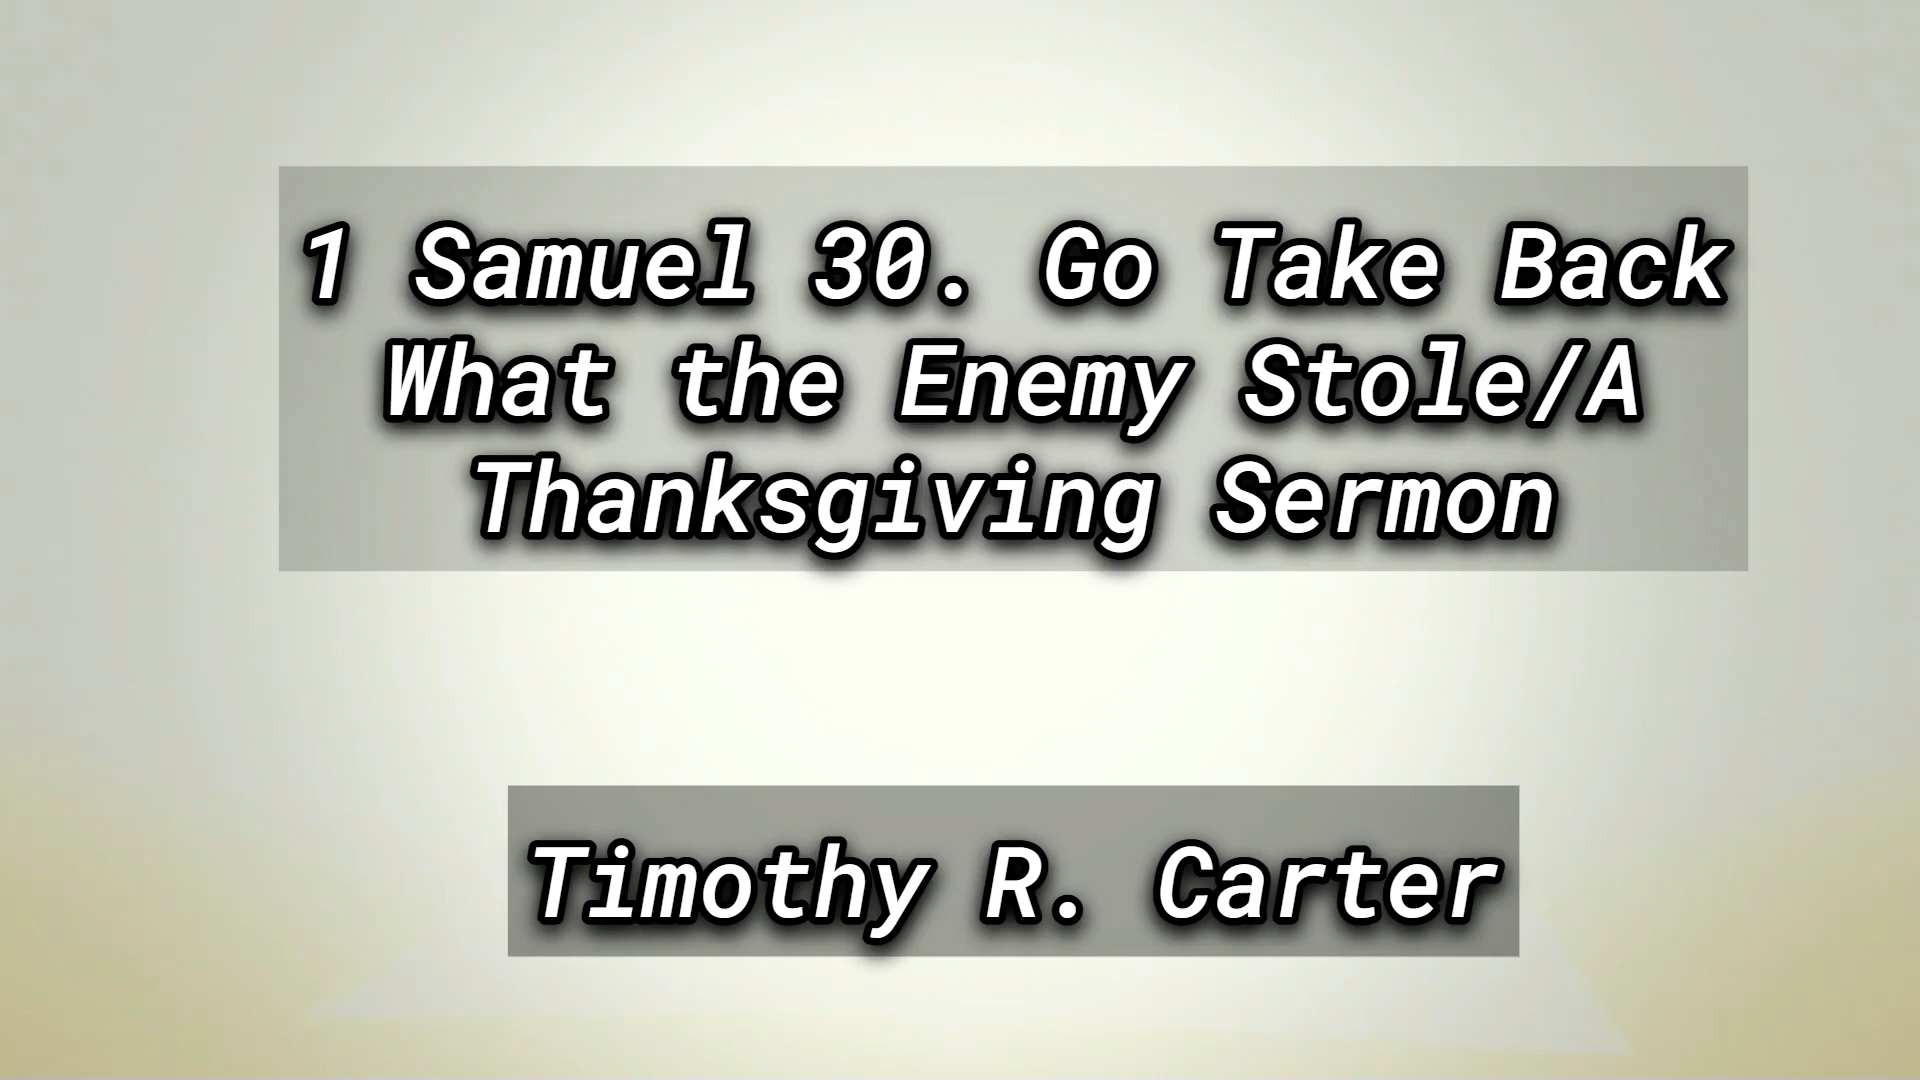 1 Samuel 30. Go Take Back
What the Enemy Stole/A
Thanksgiving Sermon
Timothy R. Carter